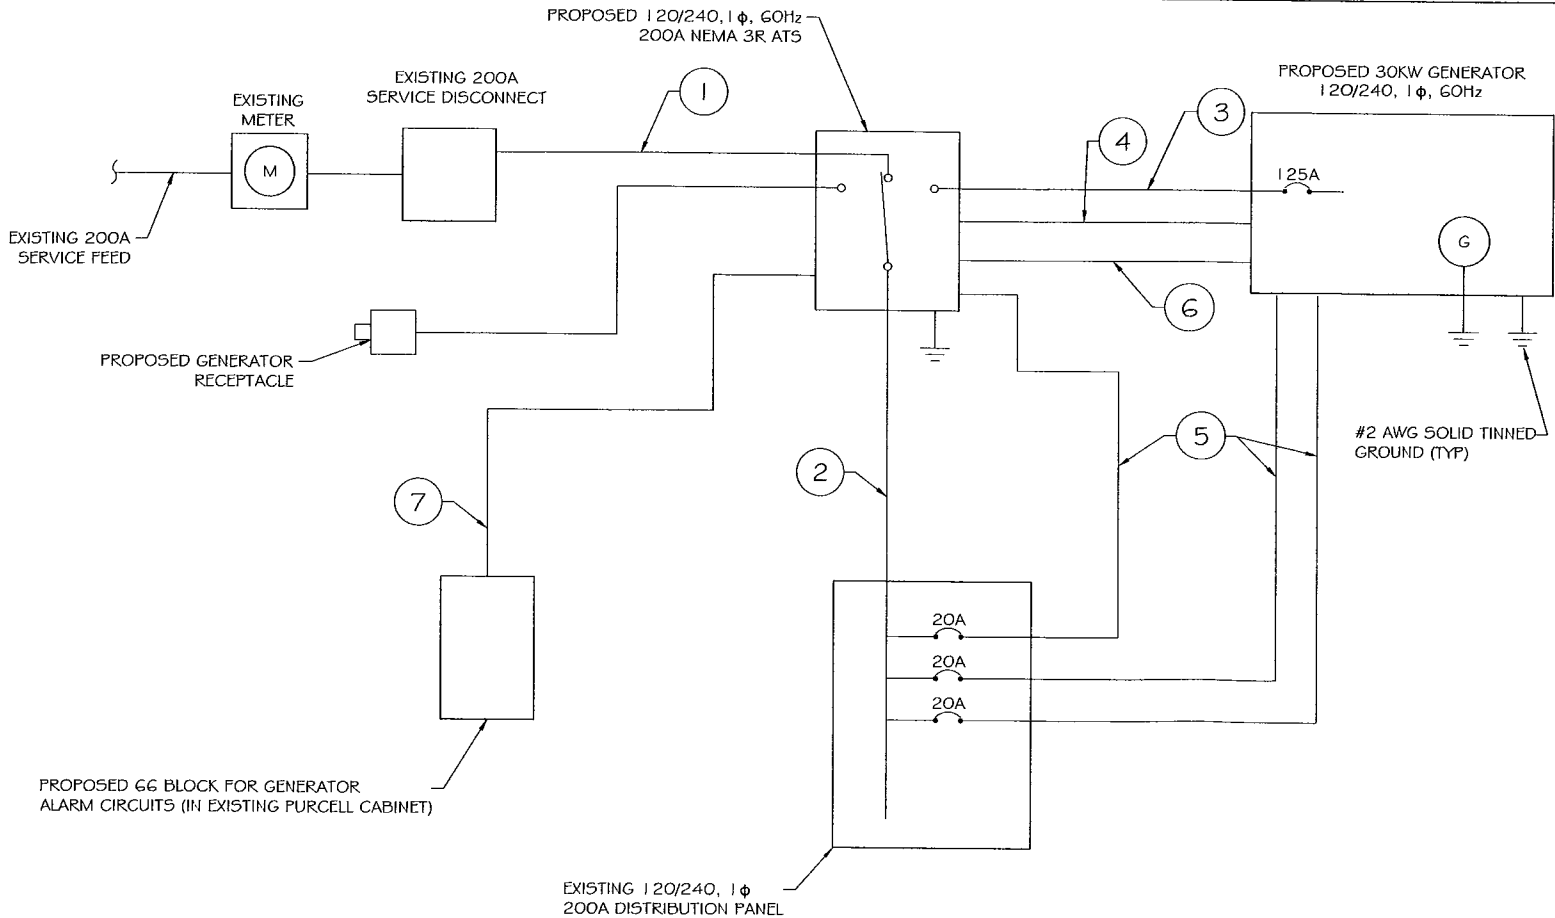 PROPOSED 120/240, 1ϕ, 60Hz
200A NEMA 3R ATS
EXISTING 200A
SERVICE DISCONNECT
EXISTING
METER
M
1
PROPOSED 30KW GENERATOR
120/240, 1ϕ, 60Hz
3
4
125A
G
EXISTING 200A
SERVICE FEED
6
PROPOSED GENERATOR
RECEPTACLE
#2 AWG SOLID TINNED
GROUND (TYP)
5
2
7
20A
20A
20A
PROPOSED 66 BLOCK FOR GENERATOR
ALARM CIRCUITS (IN EXISTING PURCELL CABINET)
EXISTING 120/240, 1ϕ
200A DISTRIBUTION PANEL